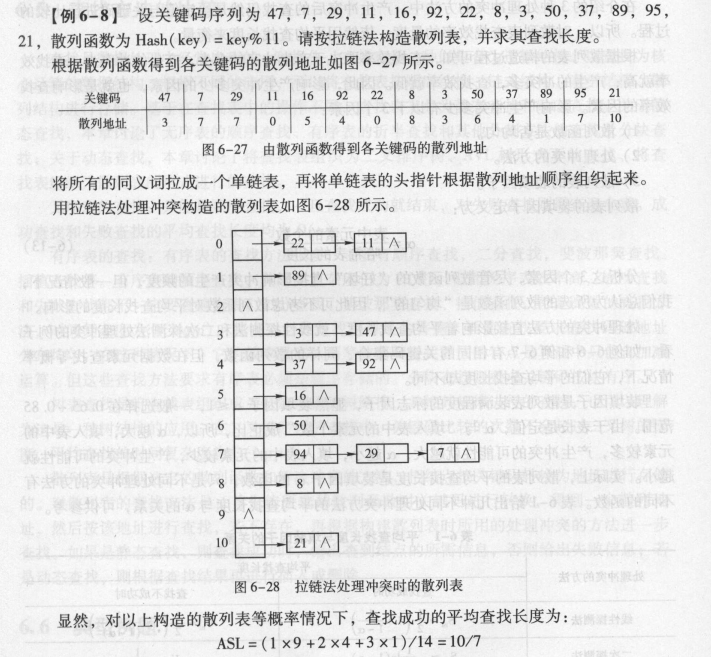 【例6-8】 设关键码序列为 47，7，29，11，16，92，22，8，3，50，37，89，95，
21，散列函数为 Hash(key)=key% 11。请按拉链法构造散列表，并求其查找长度。
根据散列函数得到各关键码的散列地址如图 6-27 所示。
关键码 47 7 29 11 16 92 22 8 3 50 37 89 95 21
散列地址 3 7 7 0 5 4 0 8 3 6 4 1 7 10
图 6-27 由散列函数得到各关键码的散列地址
将所有的同义词拉成一个单链表，再将单链表的头指针根据散列地址顺序组织起来。
用拉链法处理冲突构造的散列表如图 6-28 所示。
0 22 11 ∧
1 89 ∧
2 ∧
3 3 47 ∧
4 37 92 ∧
5 16 ∧
6 50 ∧
7 94 29 7 ∧
8 8 ∧
9 ∧
10 21 ∧
图 6-28 拉链法处理冲突时的散列表
显然，对以上构造的散列表等概率情况下，查找成功的平均查找长度为：
ASL=(1×9+2×4+3×1)/14=10/7